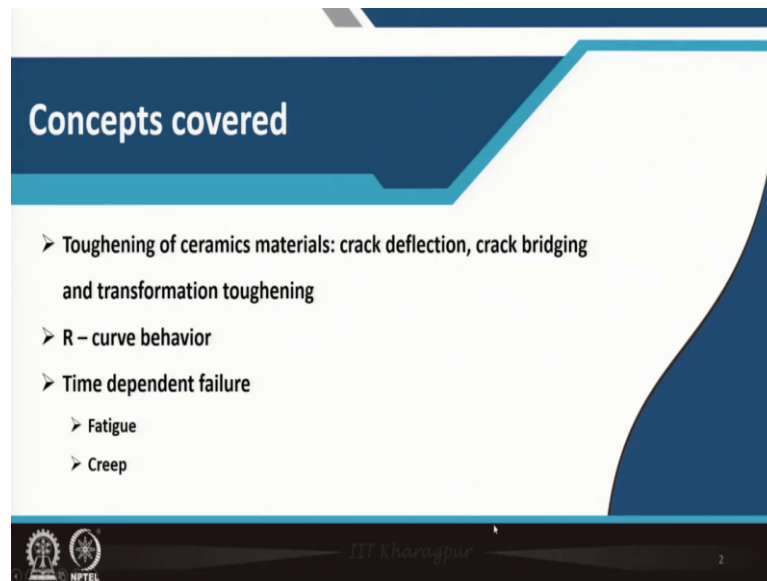 Concepts covered
➢ Toughening of ceramics materials: crack deflection, crack bridging
and transformation toughening
➢ R – curve behavior
➢ Time dependent failure
➢ Fatigue
➢ Creep
NPTEL
IIT Kharagpur
2